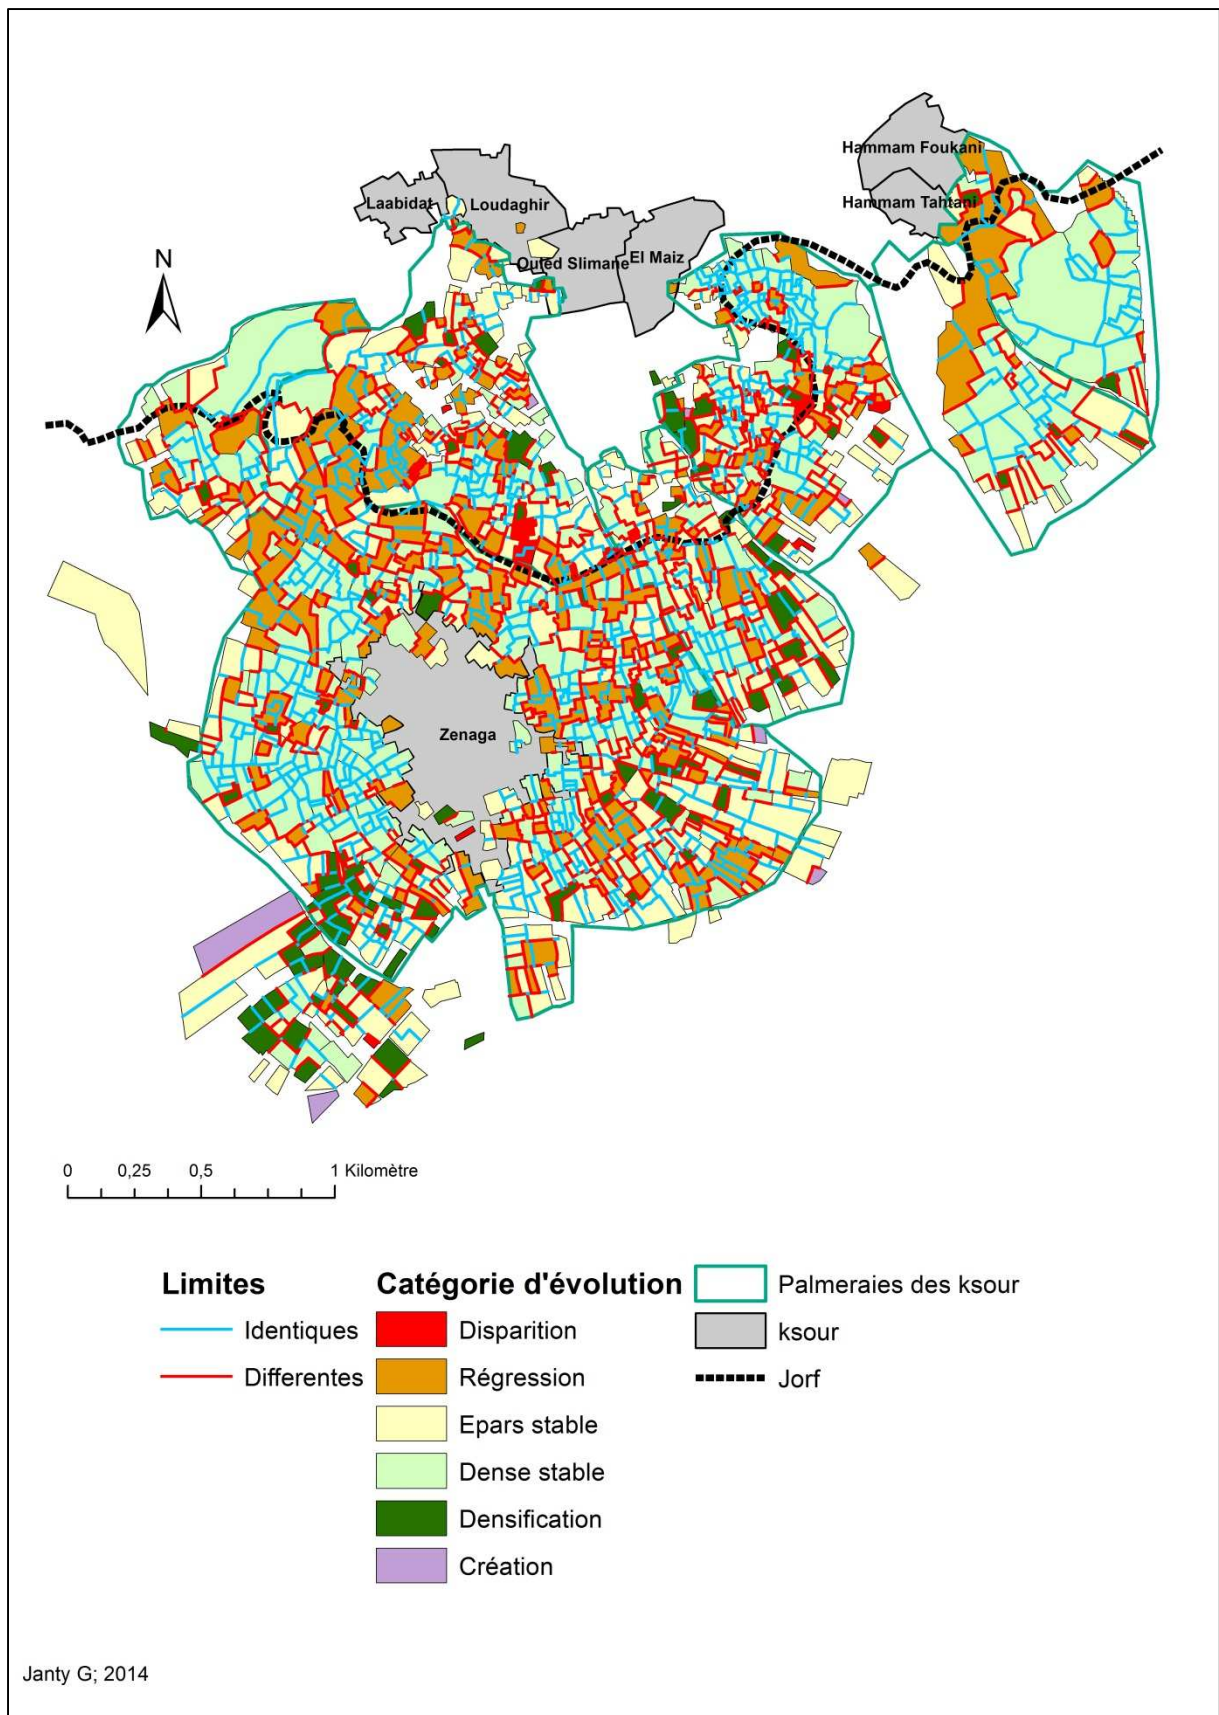 Hammam Foukani
Hammam Tahtani
Laabidat
Loudaghir
Ouled Slimane
El Maiz
N
Zenaga
0 0,25 0,5 1 Kilomètre
Limites
Identiques
Differentes
Catégorie d'évolution
Disparition
Régression
Epars stable
Dense stable
Densification
Création
Palmeraies des ksour
ksour
Jorf
Janty G; 2014